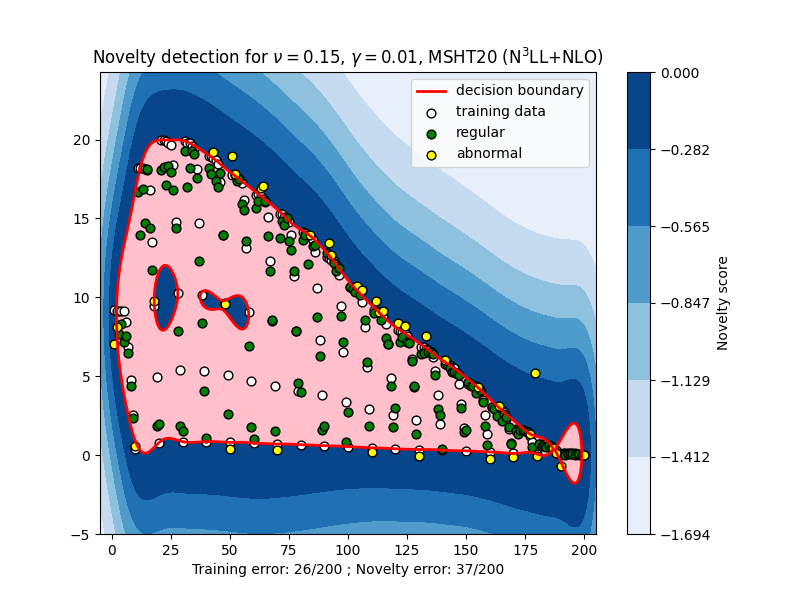 Novelty detection for ν = 0.15, γ = 0.01, MSHT20 (N³LL+NLO)
decision boundary
training data
regular
abnormal
20
15
10
5
0
−5
0 25 50 75 100 125 150 175 200
Training error: 26/200 ; Novelty error: 37/200
0.000
−0.282
−0.565
−0.847
−1.129
−1.412
−1.694
Novelty score